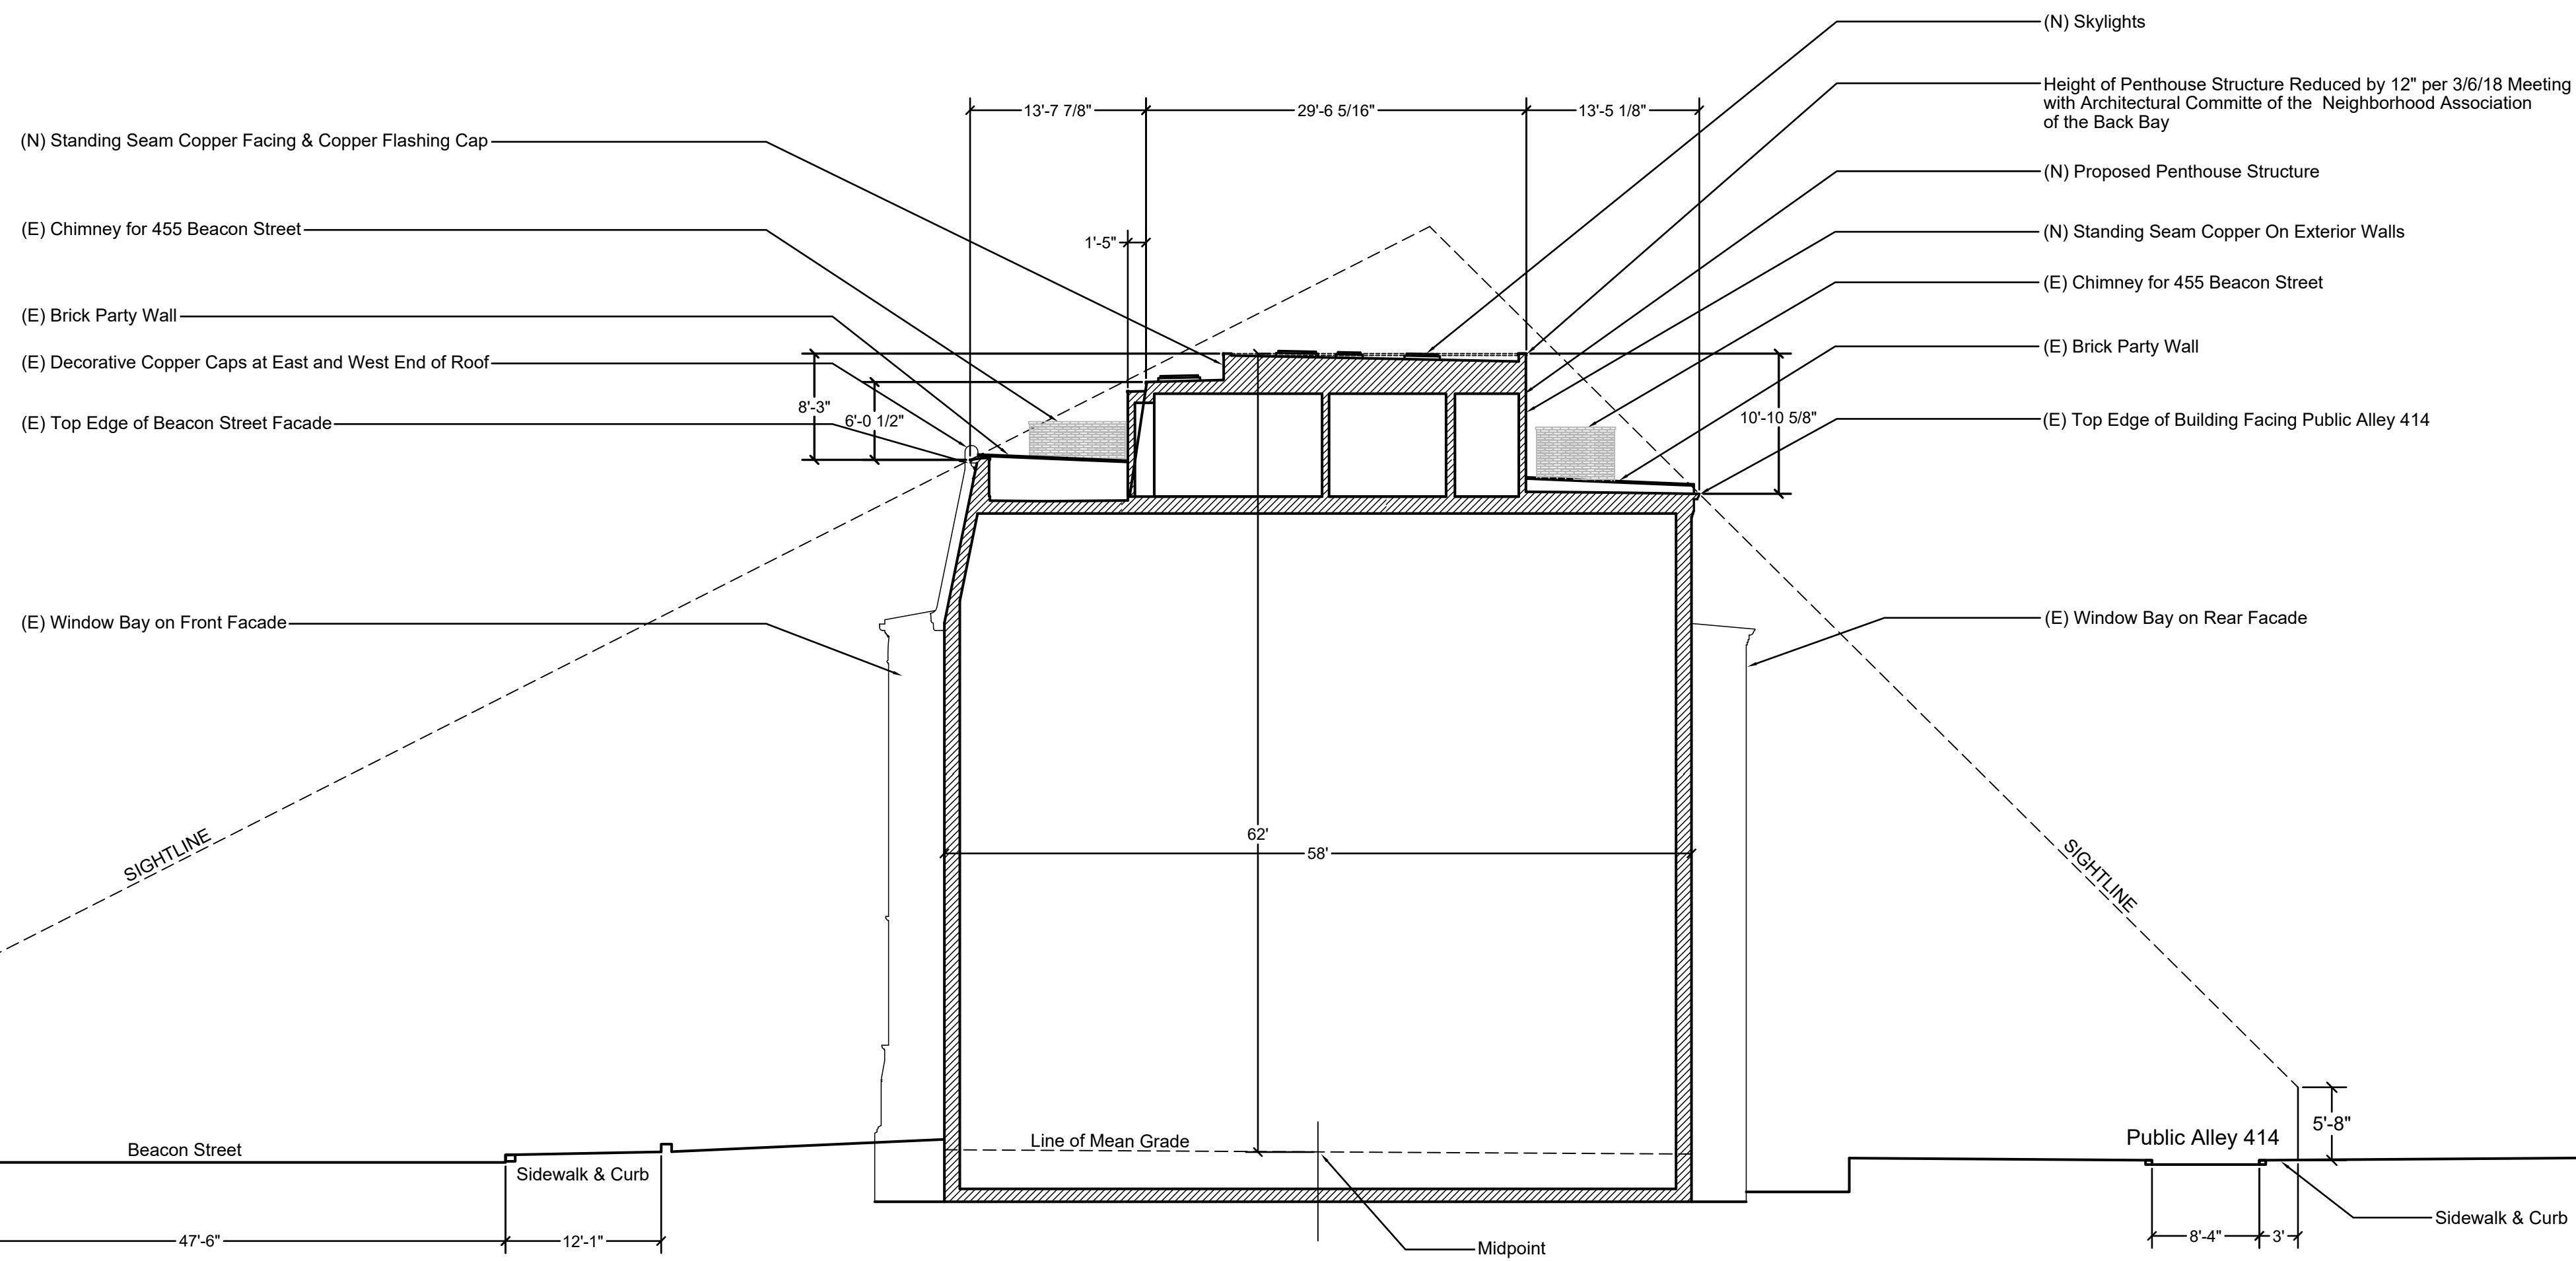 (N) Skylights
Height of Penthouse Structure Reduced by 12" per 3/6/18 Meeting
with Architectural Committe of the Neighborhood Association
of the Back Bay
13'-7 7/8"
29'-6 5/16"
13'-5 1/8"
(N) Standing Seam Copper Facing & Copper Flashing Cap
(N) Proposed Penthouse Structure
(E) Chimney for 455 Beacon Street
(N) Standing Seam Copper On Exterior Walls
1'-5"
(E) Chimney for 455 Beacon Street
(E) Brick Party Wall
(E) Brick Party Wall
(E) Decorative Copper Caps at East and West End of Roof
8'-3"
6'-0 1/2"
10'-10 5/8"
(E) Top Edge of Beacon Street Facade
(E) Top Edge of Building Facing Public Alley 414
(E) Window Bay on Front Facade
(E) Window Bay on Rear Facade
SIGHTLINE
62'
58'
SIGHTLINE
5'-8"
Public Alley 414
Line of Mean Grade
Beacon Street
Sidewalk & Curb
Sidewalk & Curb
47'-6"
12'-1"
8'-4"
3'
Midpoint